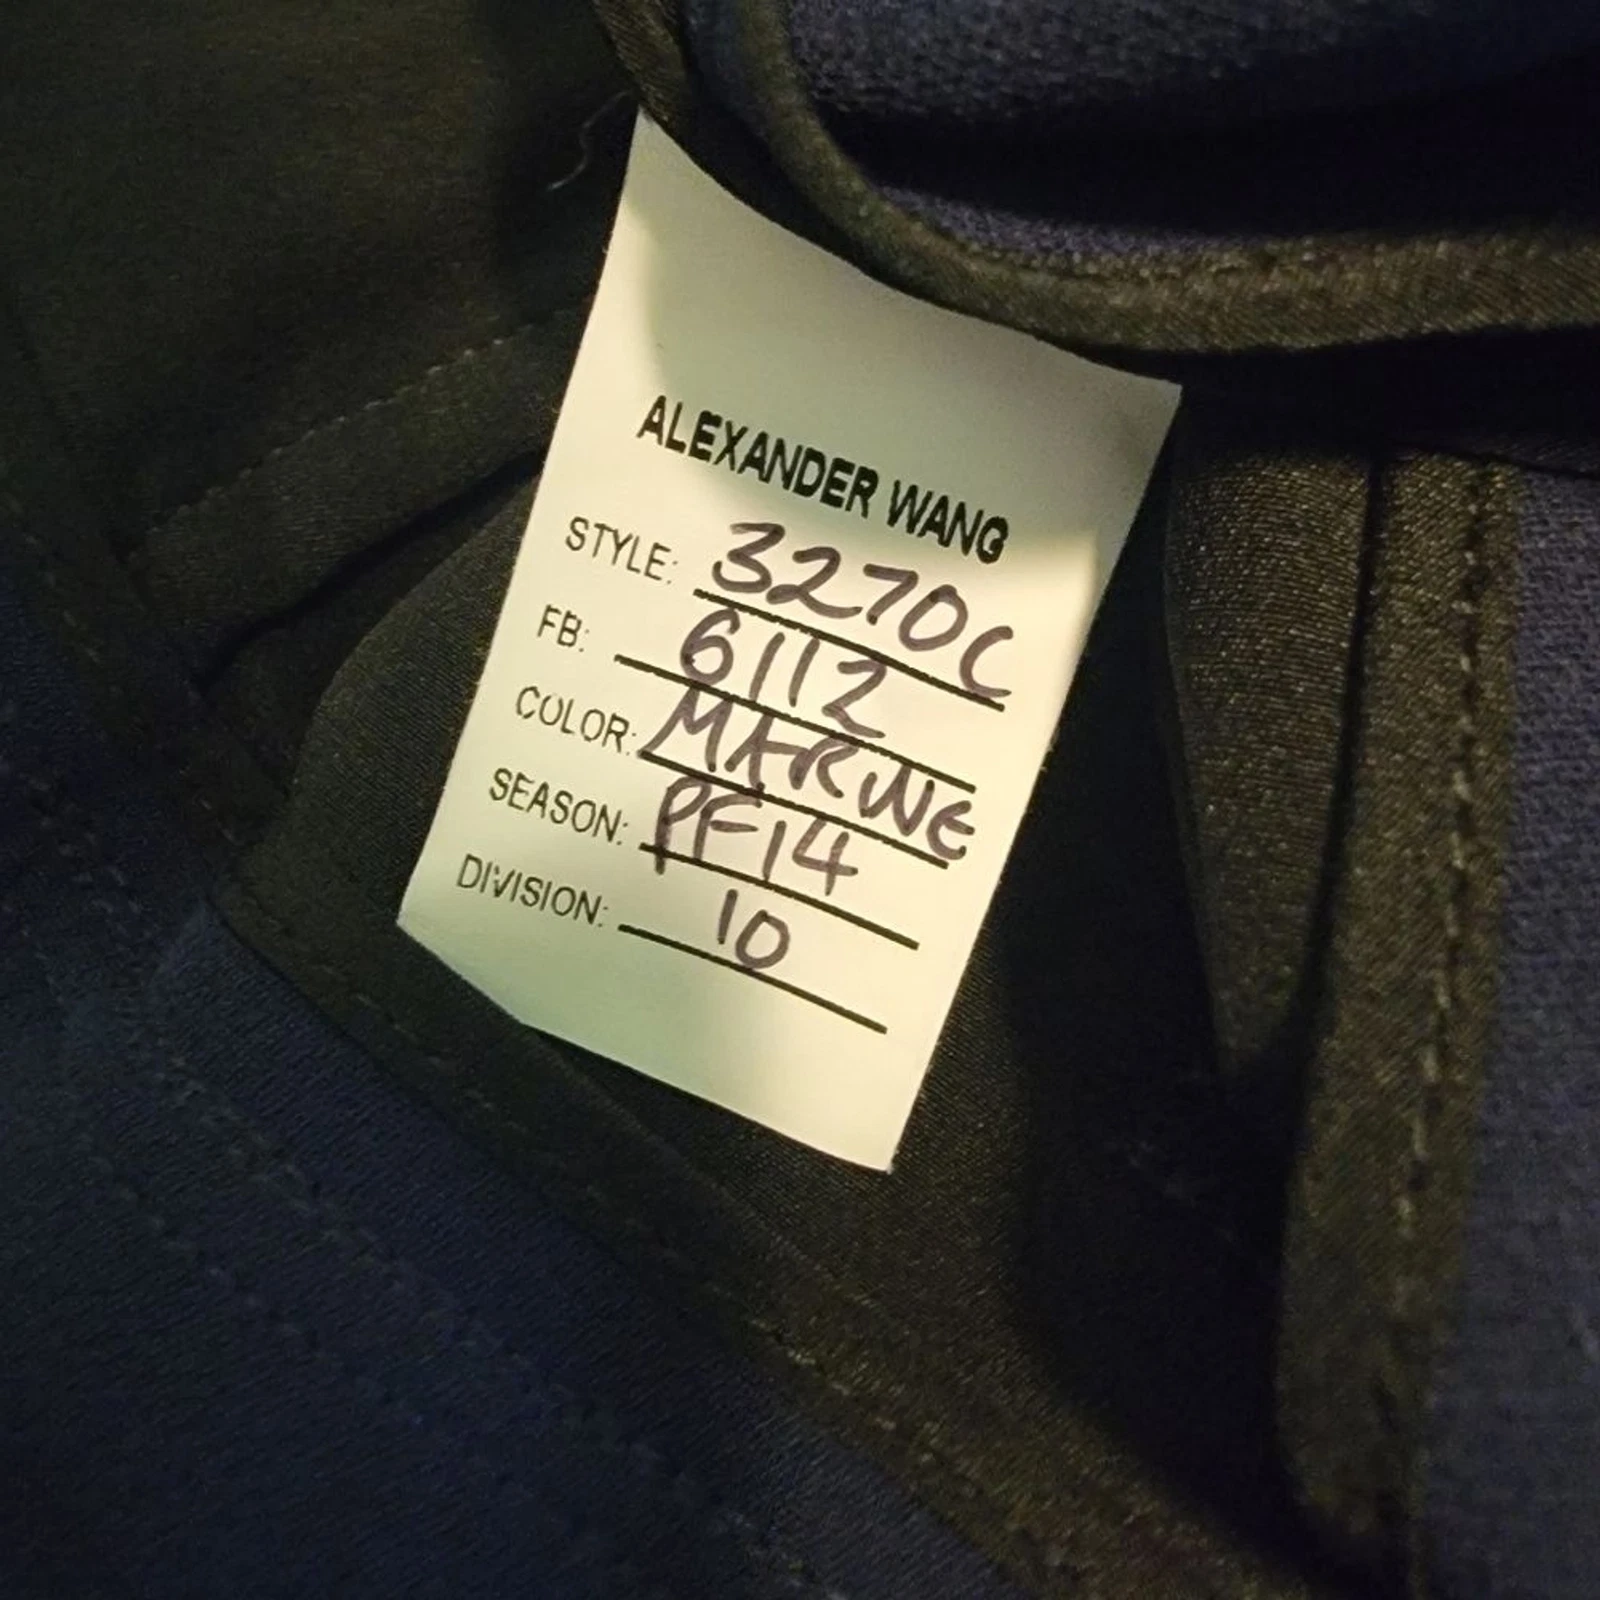 ALEXANDER WANG
STYLE: 3270C
FB: 6112
COLOR: MARINE
SEASON: PF14
DIVISION: 10